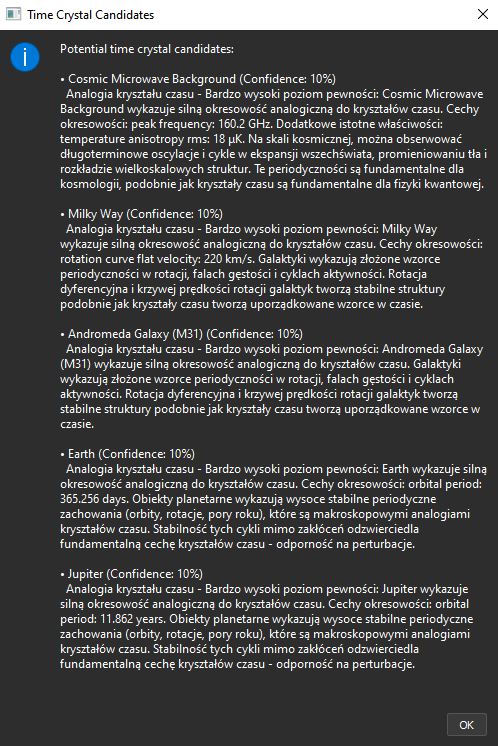 Time Crystal Candidates
Potential time crystal candidates:
• Cosmic Microwave Background (Confidence: 10%)
Analogia kryształu czasu - Bardzo wysoki poziom pewności: Cosmic Microwave
Background wykazuje silną okresowość analogiczną do kryształów czasu. Cechy
okresowości: peak frequency: 160.2 GHz. Dodatkowe istotne właściwości:
temperature anisotropy rms: 18 µK. Na skali kosmicznej, można obserwować
długoterminowe oscylacje i cykle w ekspansji wszechświata, promieniowaniu tła i
rozkładzie wielkoskalowych struktur. Te periodyczności są fundamentalne dla
kosmologii, podobnie jak kryształy czasu są fundamentalne dla fizyki kwantowej.
• Milky Way (Confidence: 10%)
Analogia kryształu czasu - Bardzo wysoki poziom pewności: Milky Way
wykazuje silną okresowość analogiczną do kryształów czasu. Cechy okresowości:
rotation curve flat velocity: 220 km/s. Galaktyki wykazują złożone wzorce
periodyczności w rotacji, falach gęstości i cyklach aktywności. Rotacja
dyferencyjna i krzywej prędkości rotacji galaktyk tworzą stabilne struktury
podobnie jak kryształy czasu tworzą uporządkowane wzorce w czasie.
• Andromeda Galaxy (M31) (Confidence: 10%)
Analogia kryształu czasu - Bardzo wysoki poziom pewności: Andromeda Galaxy
(M31) wykazuje silną okresowość analogiczną do kryształów czasu. Galaktyki
wykazują złożone wzorce periodyczności w rotacji, falach gęstości i cyklach
aktywności. Rotacja dyferencyjna i krzywej prędkości rotacji galaktyk tworzą
stabilne struktury podobnie jak kryształy czasu tworzą uporządkowane wzorce w
czasie.
• Earth (Confidence: 10%)
Analogia kryształu czasu - Bardzo wysoki poziom pewności: Earth wykazuje silną
okresowość analogiczną do kryształów czasu. Cechy okresowości: orbital period:
365.256 days. Obiekty planetarne wykazują wysoce stabilne periodyczne
zachowania (orbity, rotacje, pory roku), które są makroskopowymi analogiami
kryształów czasu. Stabilność tych cykli mimo zakłóceń odzwierciedla
fundamentalną cechę kryształów czasu - odporność na perturbacje.
• Jupiter (Confidence: 10%)
Analogia kryształu czasu - Bardzo wysoki poziom pewności: Jupiter wykazuje
silną okresowość analogiczną do kryształów czasu. Cechy okresowości: orbital
period: 11.862 years. Obiekty planetarne wykazują wysoce stabilne periodyczne
zachowania (orbity, rotacje, pory roku), które są makroskopowymi analogiami
kryształów czasu. Stabilność tych cykli mimo zakłóceń odzwierciedla
fundamentalną cechę kryształów czasu - odporność na perturbacje.
OK